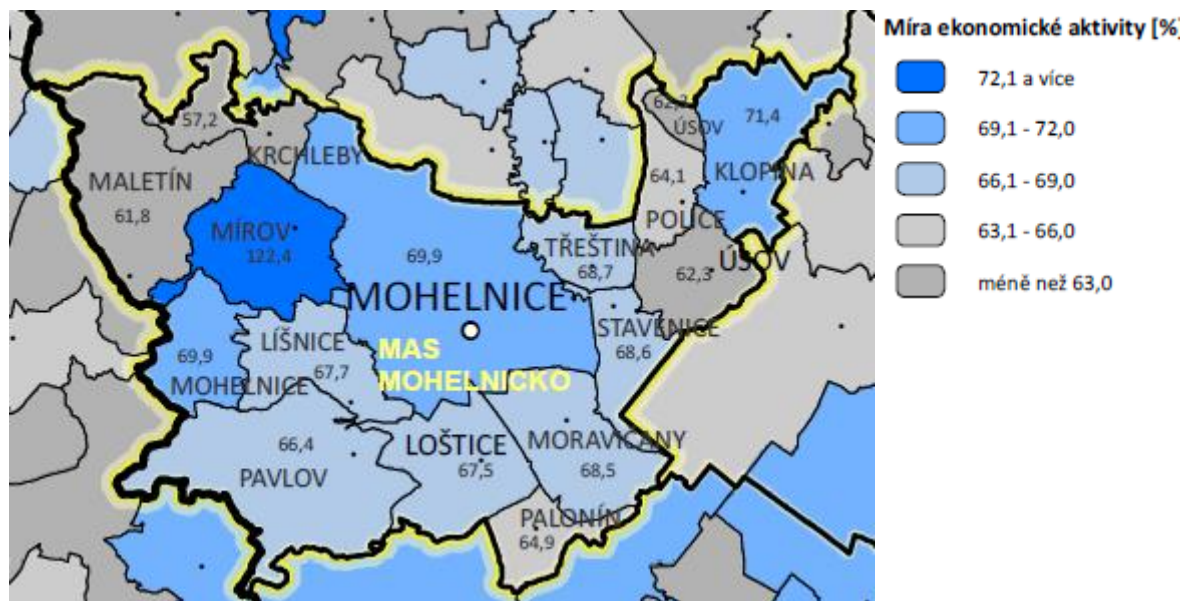 Míra ekonomické aktivity [%]
72,1 a více
69,1 - 72,0
66,1 - 69,0
63,1 - 66,0
méně než 63,0
57,2
KRCHLEBY
MALETÍN
61,8
MÍROV
122,4
69,9
MOHELNICE
62,3
ÚSOV
71,4
KLOPINA
64,1
POLICE
TŘEŠTINA
68,7
ÚSOV
62,3
STAVENICE
68,6
LÍŠNICE
67,7
MAS
MOHELNICKO
69,9
MOHELNICE
66,4
PAVLOV
LOŠTICE
67,5
MORAVIČANY
68,5
PALONÍN
64,9